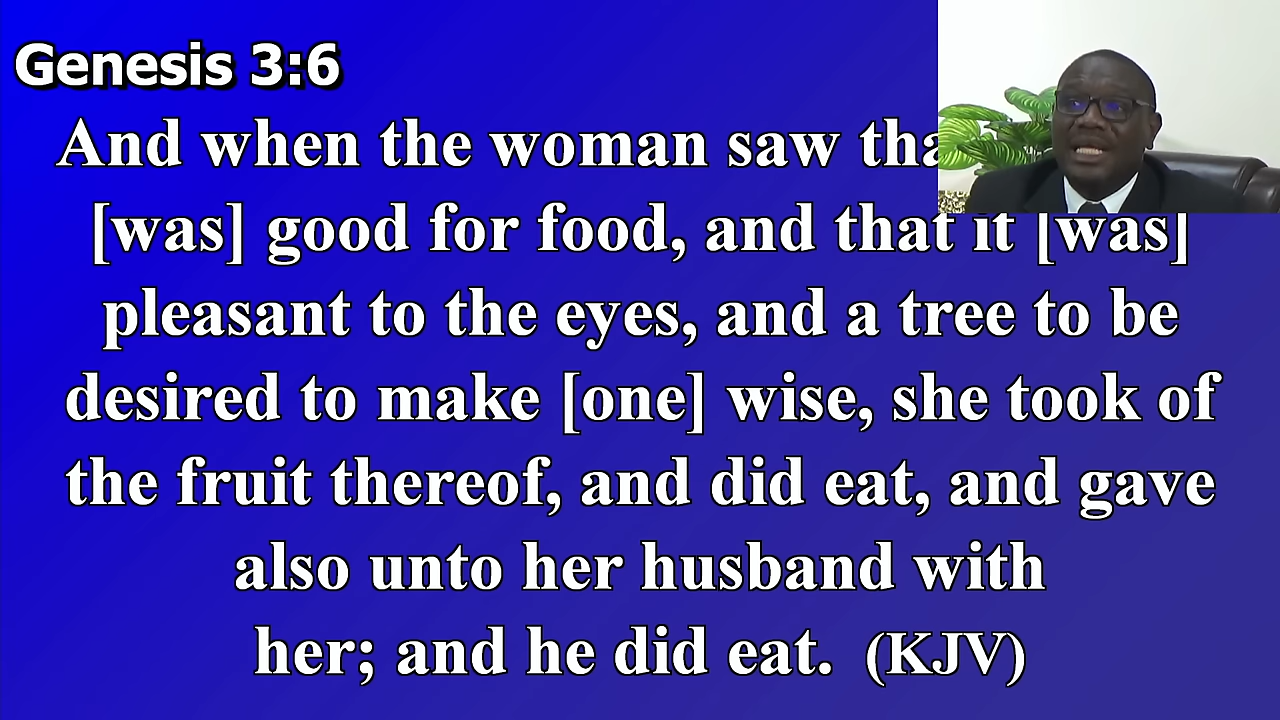 Genesis 3:6
And when the woman saw
[was] good for food, and that it [was]
pleasant to the eyes, and a tree to be
desired to make [one] wise, she took of
the fruit thereof, and did eat, and gave
also unto her husband with
her; and he did eat. (KJV)